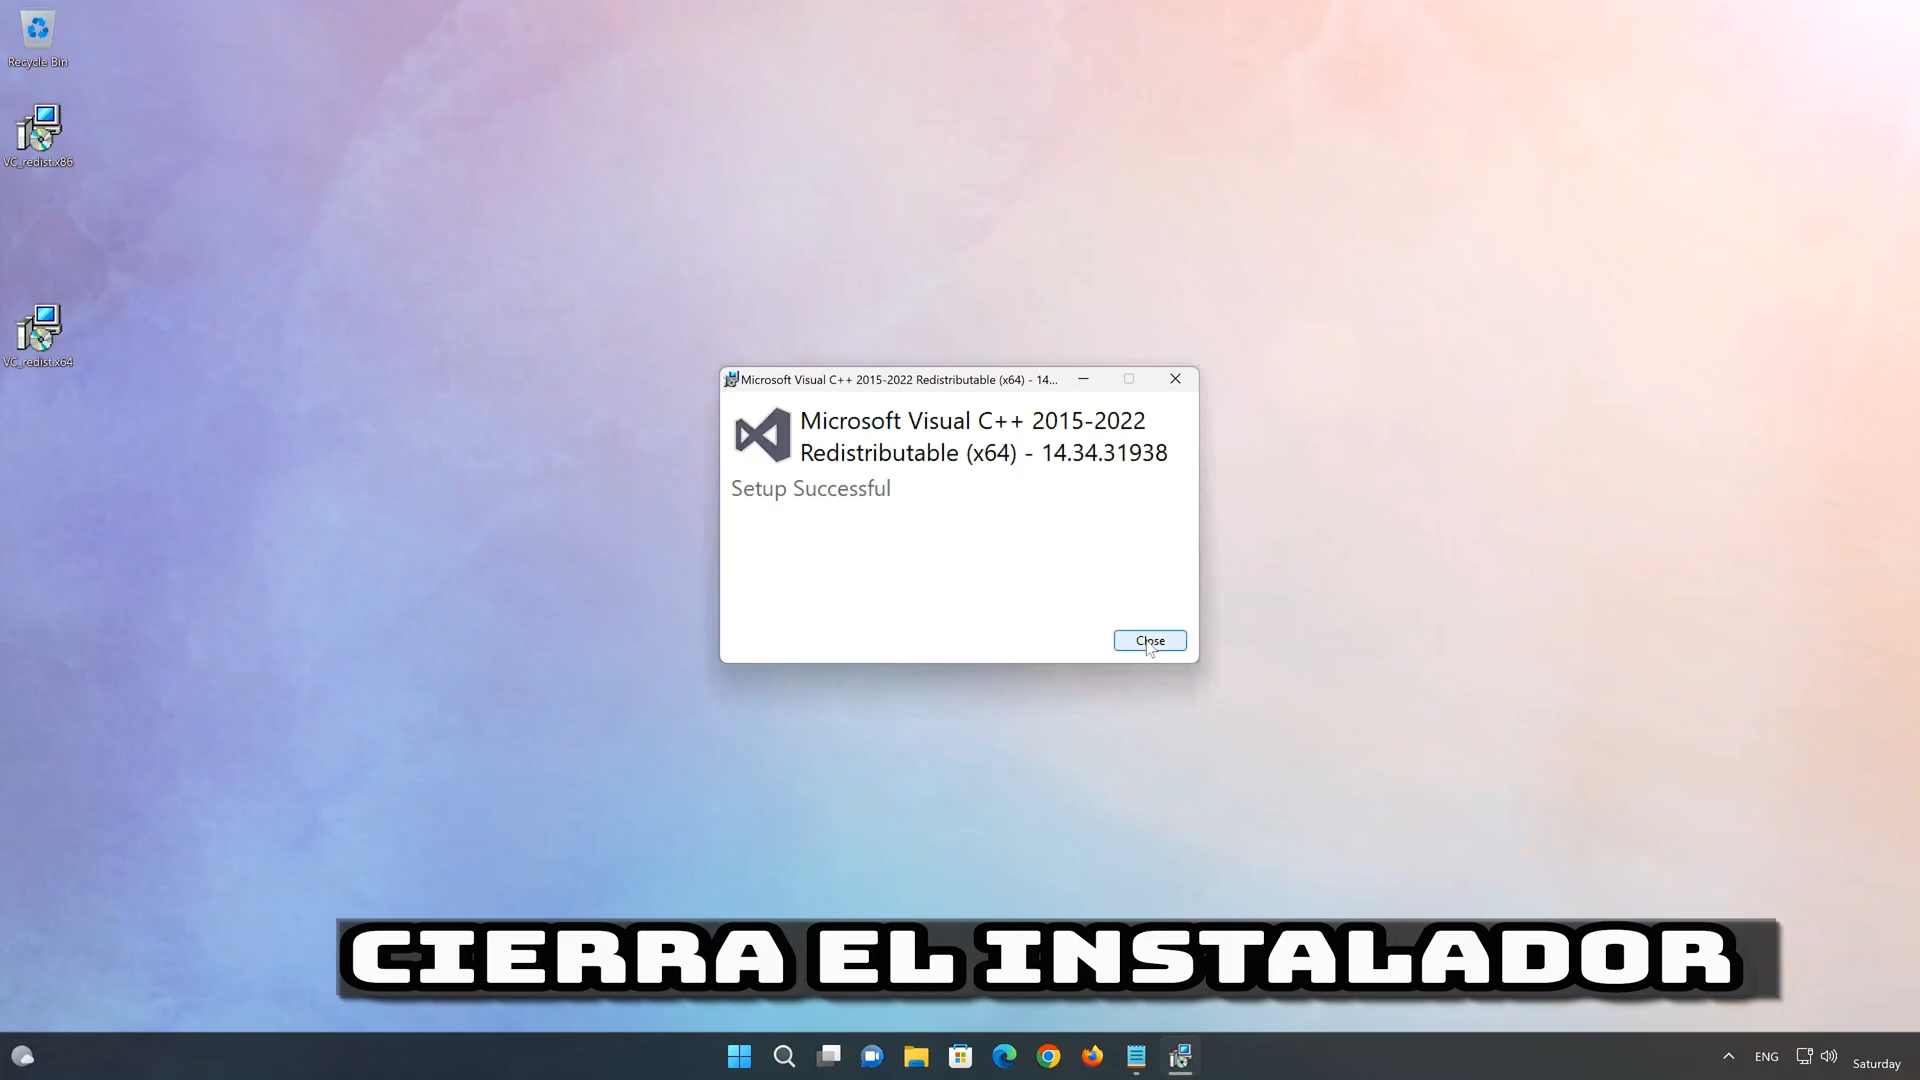 Recycle Bin
VC_redist.x86
VC_redist.x64
Microsoft Visual C++ 2015-2022 Redistributable (x64) - 14...
Microsoft Visual C++ 2015-2022
Redistributable (x64) - 14.34.31938
Setup Successful
Close
CIERRA EL INSTALADOR
ENG
Saturday